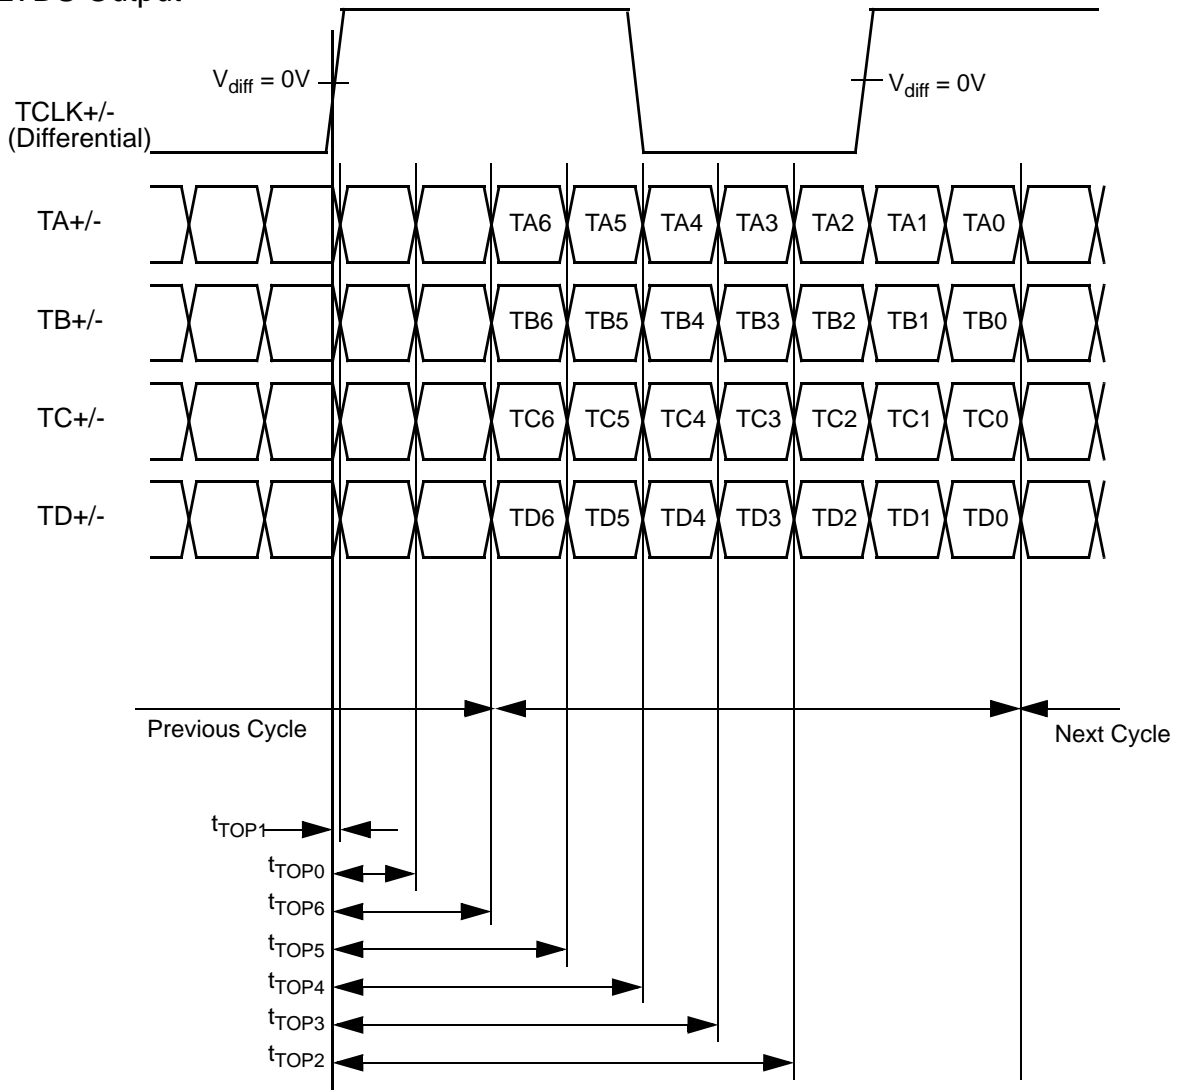 Output
Vdiff = 0V
Vdiff = 0V
TCLK+/-
(Differential)
TA+/- TA6 TA5 TA4 TA3 TA2 TA1 TA0
TB+/- TB6 TB5 TB4 TB3 TB2 TB1 TB0
TC+/- TC6 TC5 TC4 TC3 TC2 TC1 TC0
TD+/- TD6 TD5 TD4 TD3 TD2 TD1 TD0
Previous Cycle
Next Cycle
tTOP1
tTOP0
tTOP6
tTOP5
tTOP4
tTOP3
tTOP2